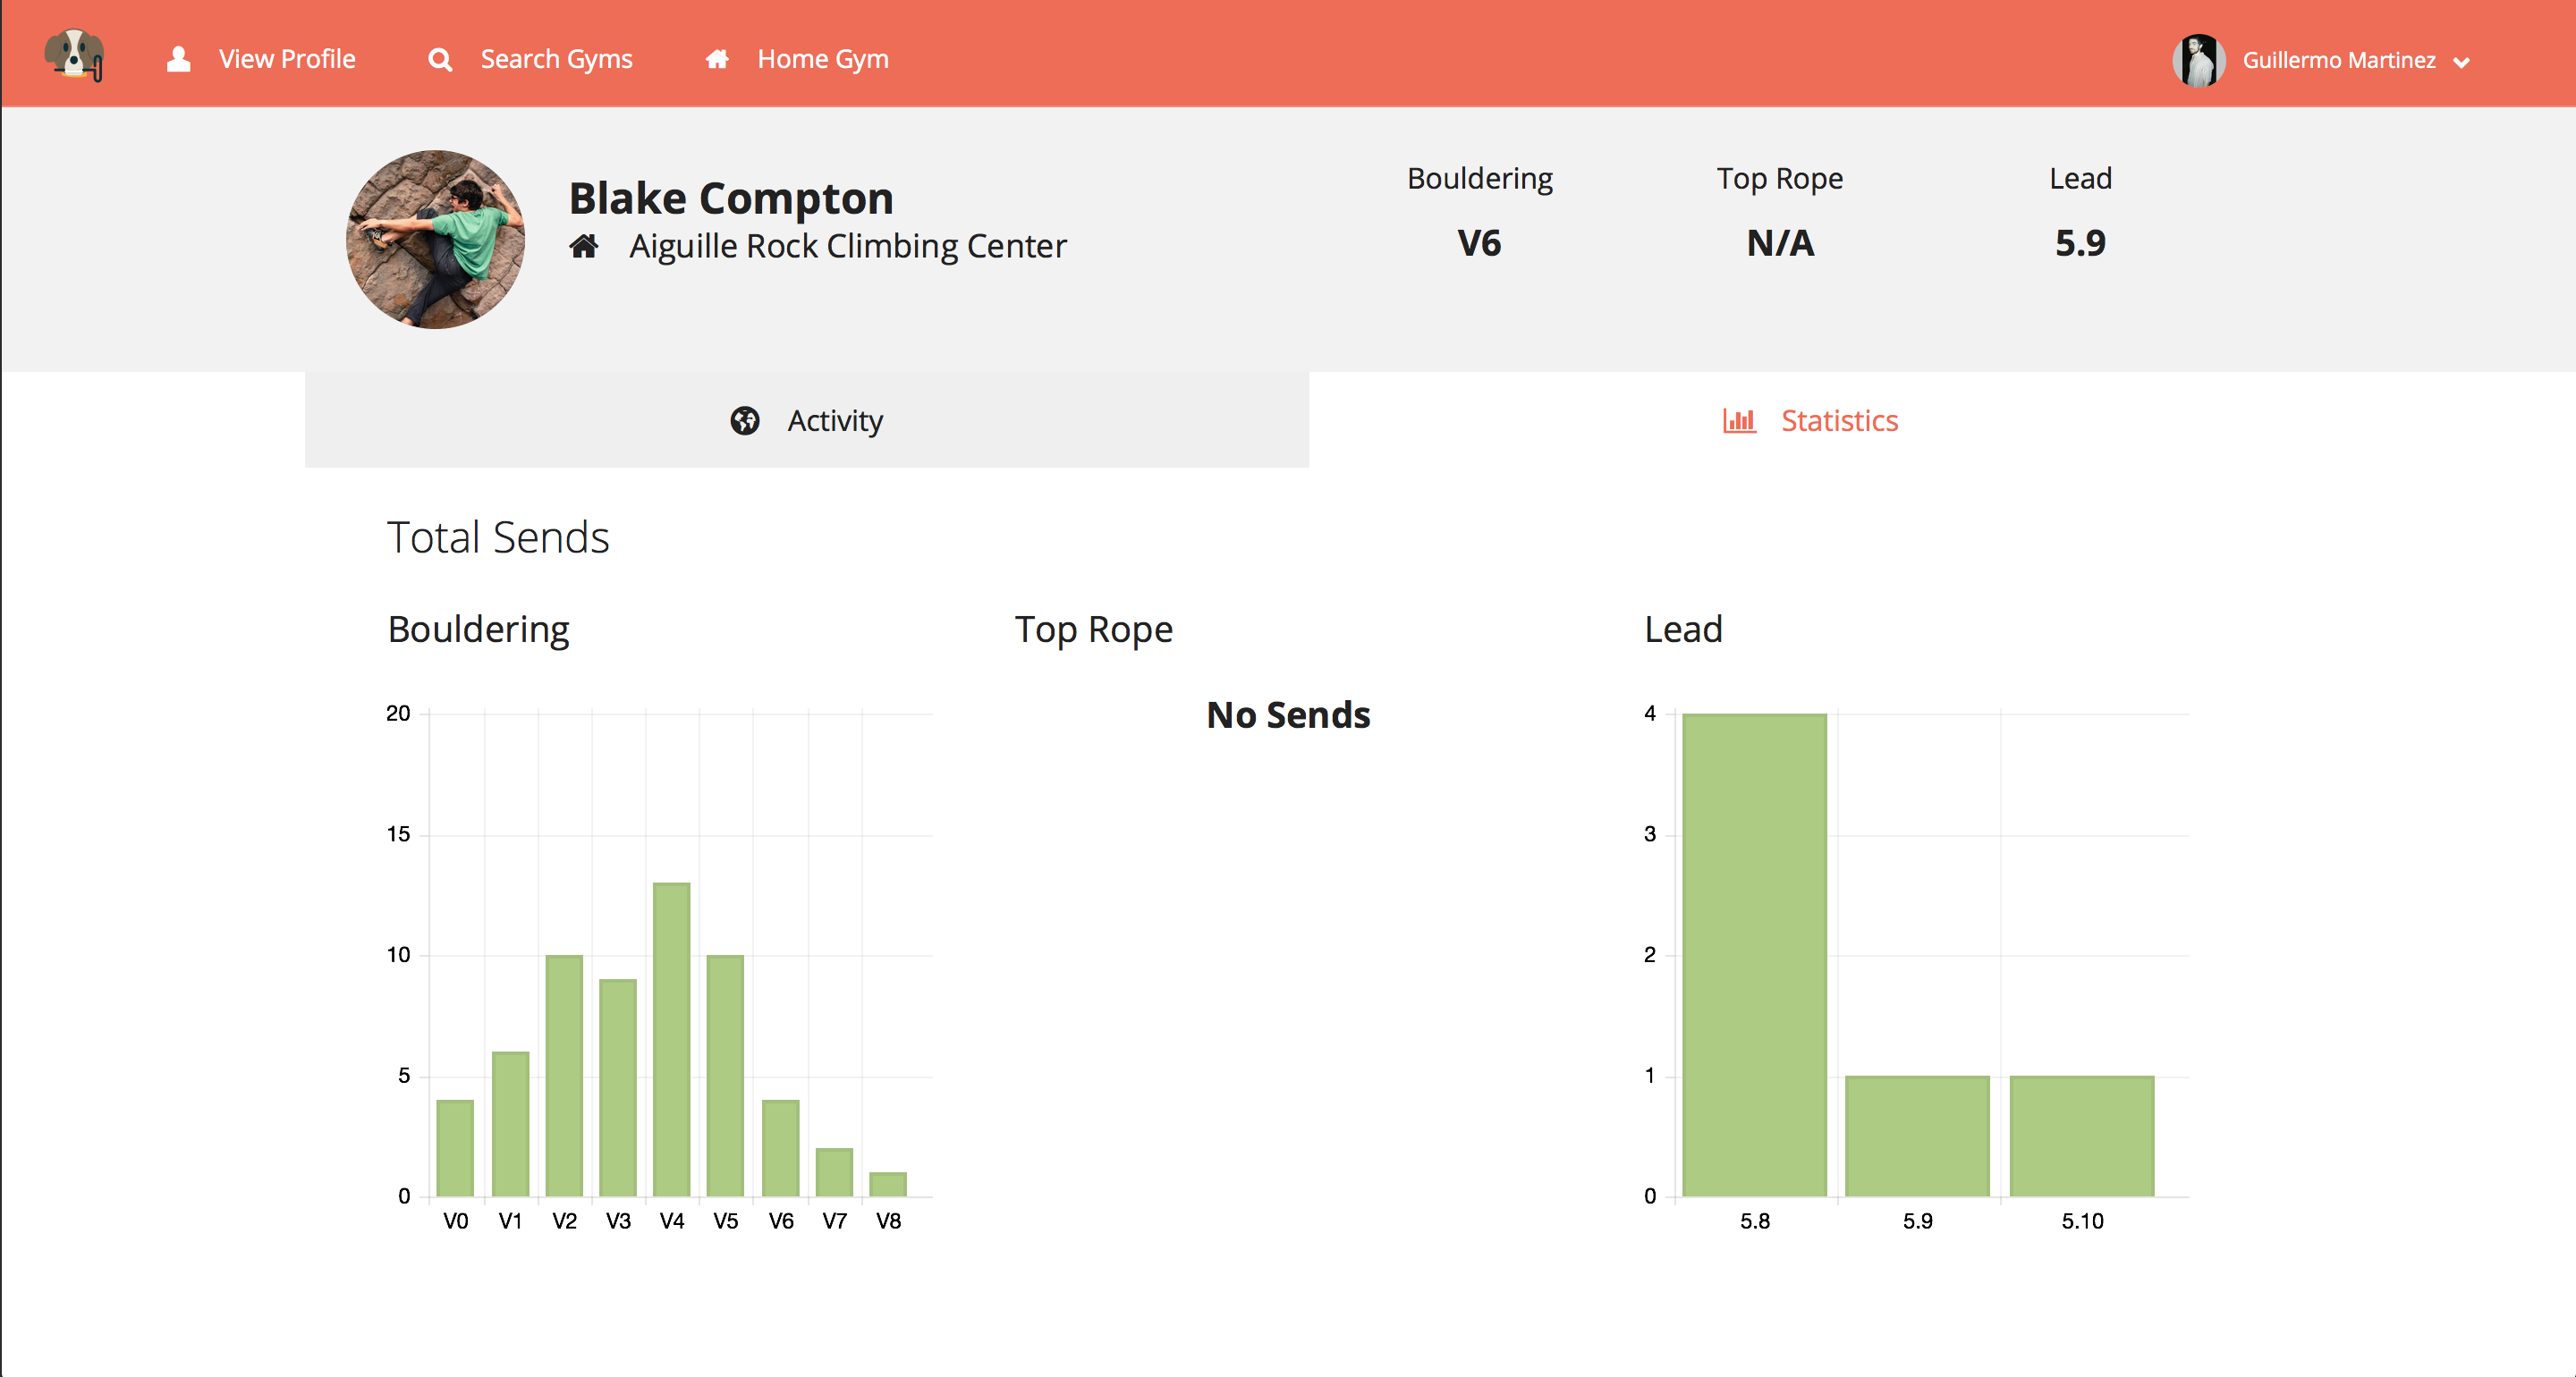 View Profile
Search Gyms
Home Gym
Guillermo Martinez
Blake Compton
Aiguille Rock Climbing Center
Bouldering
V6
Top Rope
N/A
Lead
5.9
Activity
Statistics
Total Sends
Bouldering
20
15
10
5
0
V0 V1 V2 V3 V4 V5 V6 V7 V8
Top Rope
No Sends
Lead
4
3
2
1
0
5.8 5.9 5.10